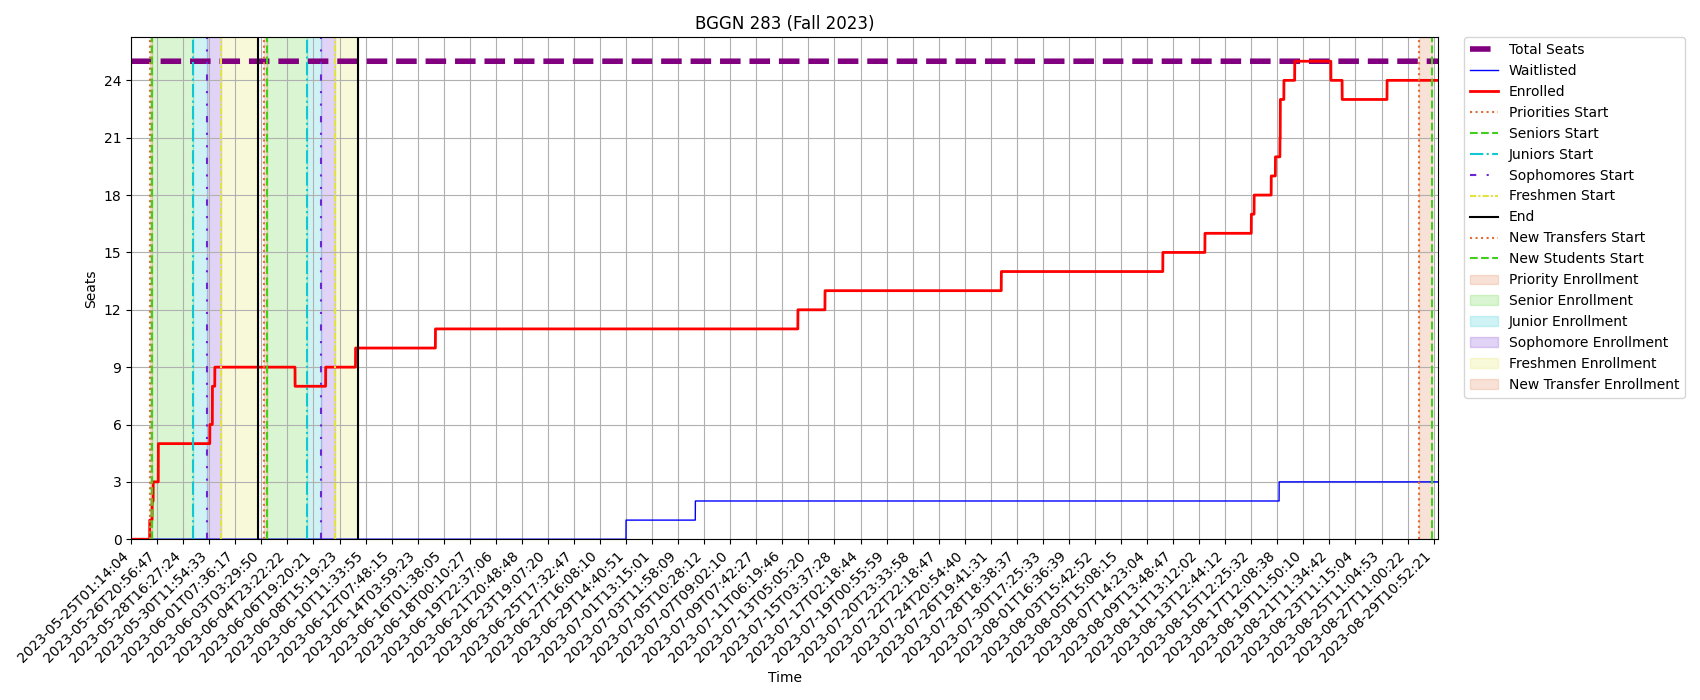 BGGN 283 (Fall 2023)
Seats
24
21
18
15
12
9
6
3
0
2023-05-25T01:14:04
2023-05-26T20:56:47
2023-05-28T16:27:24
2023-05-30T11:54:33
2023-06-01T07:36:17
2023-06-03T03:29:50
2023-06-04T23:22:22
2023-06-06T19:20:21
2023-06-08T15:19:23
2023-06-10T11:33:55
2023-06-12T07:48:15
2023-06-14T03:59:23
2023-06-16T01:38:05
2023-06-18T00:10:27
2023-06-19T22:37:06
2023-06-21T20:48:48
2023-06-23T19:07:20
2023-06-25T17:32:47
2023-06-27T16:08:10
2023-06-29T14:40:51
2023-07-01T13:15:01
2023-07-03T11:58:09
2023-07-05T10:28:12
2023-07-07T09:02:10
2023-07-09T07:42:27
2023-07-11T06:19:46
2023-07-13T05:05:20
2023-07-15T03:37:28
2023-07-17T02:18:44
2023-07-19T00:55:59
2023-07-20T23:33:58
2023-07-22T22:18:47
2023-07-24T20:54:40
2023-07-26T19:41:31
2023-07-28T18:38:37
2023-07-30T17:25:33
2023-08-01T16:36:39
2023-08-03T15:42:52
2023-08-05T15:08:15
2023-08-07T14:23:04
2023-08-09T13:48:47
2023-08-11T13:12:02
2023-08-13T12:44:12
2023-08-15T12:25:32
2023-08-17T12:08:38
2023-08-19T11:50:10
2023-08-21T11:34:42
2023-08-23T11:15:04
2023-08-25T11:04:53
2023-08-27T11:00:22
2023-08-29T10:52:21
Time
Total Seats
Waitlisted
Enrolled
Priorities Start
Seniors Start
Juniors Start
Sophomores Start
Freshmen Start
End
New Transfers Start
New Students Start
Priority Enrollment
Senior Enrollment
Junior Enrollment
Sophomore Enrollment
Freshmen Enrollment
New Transfer Enrollment